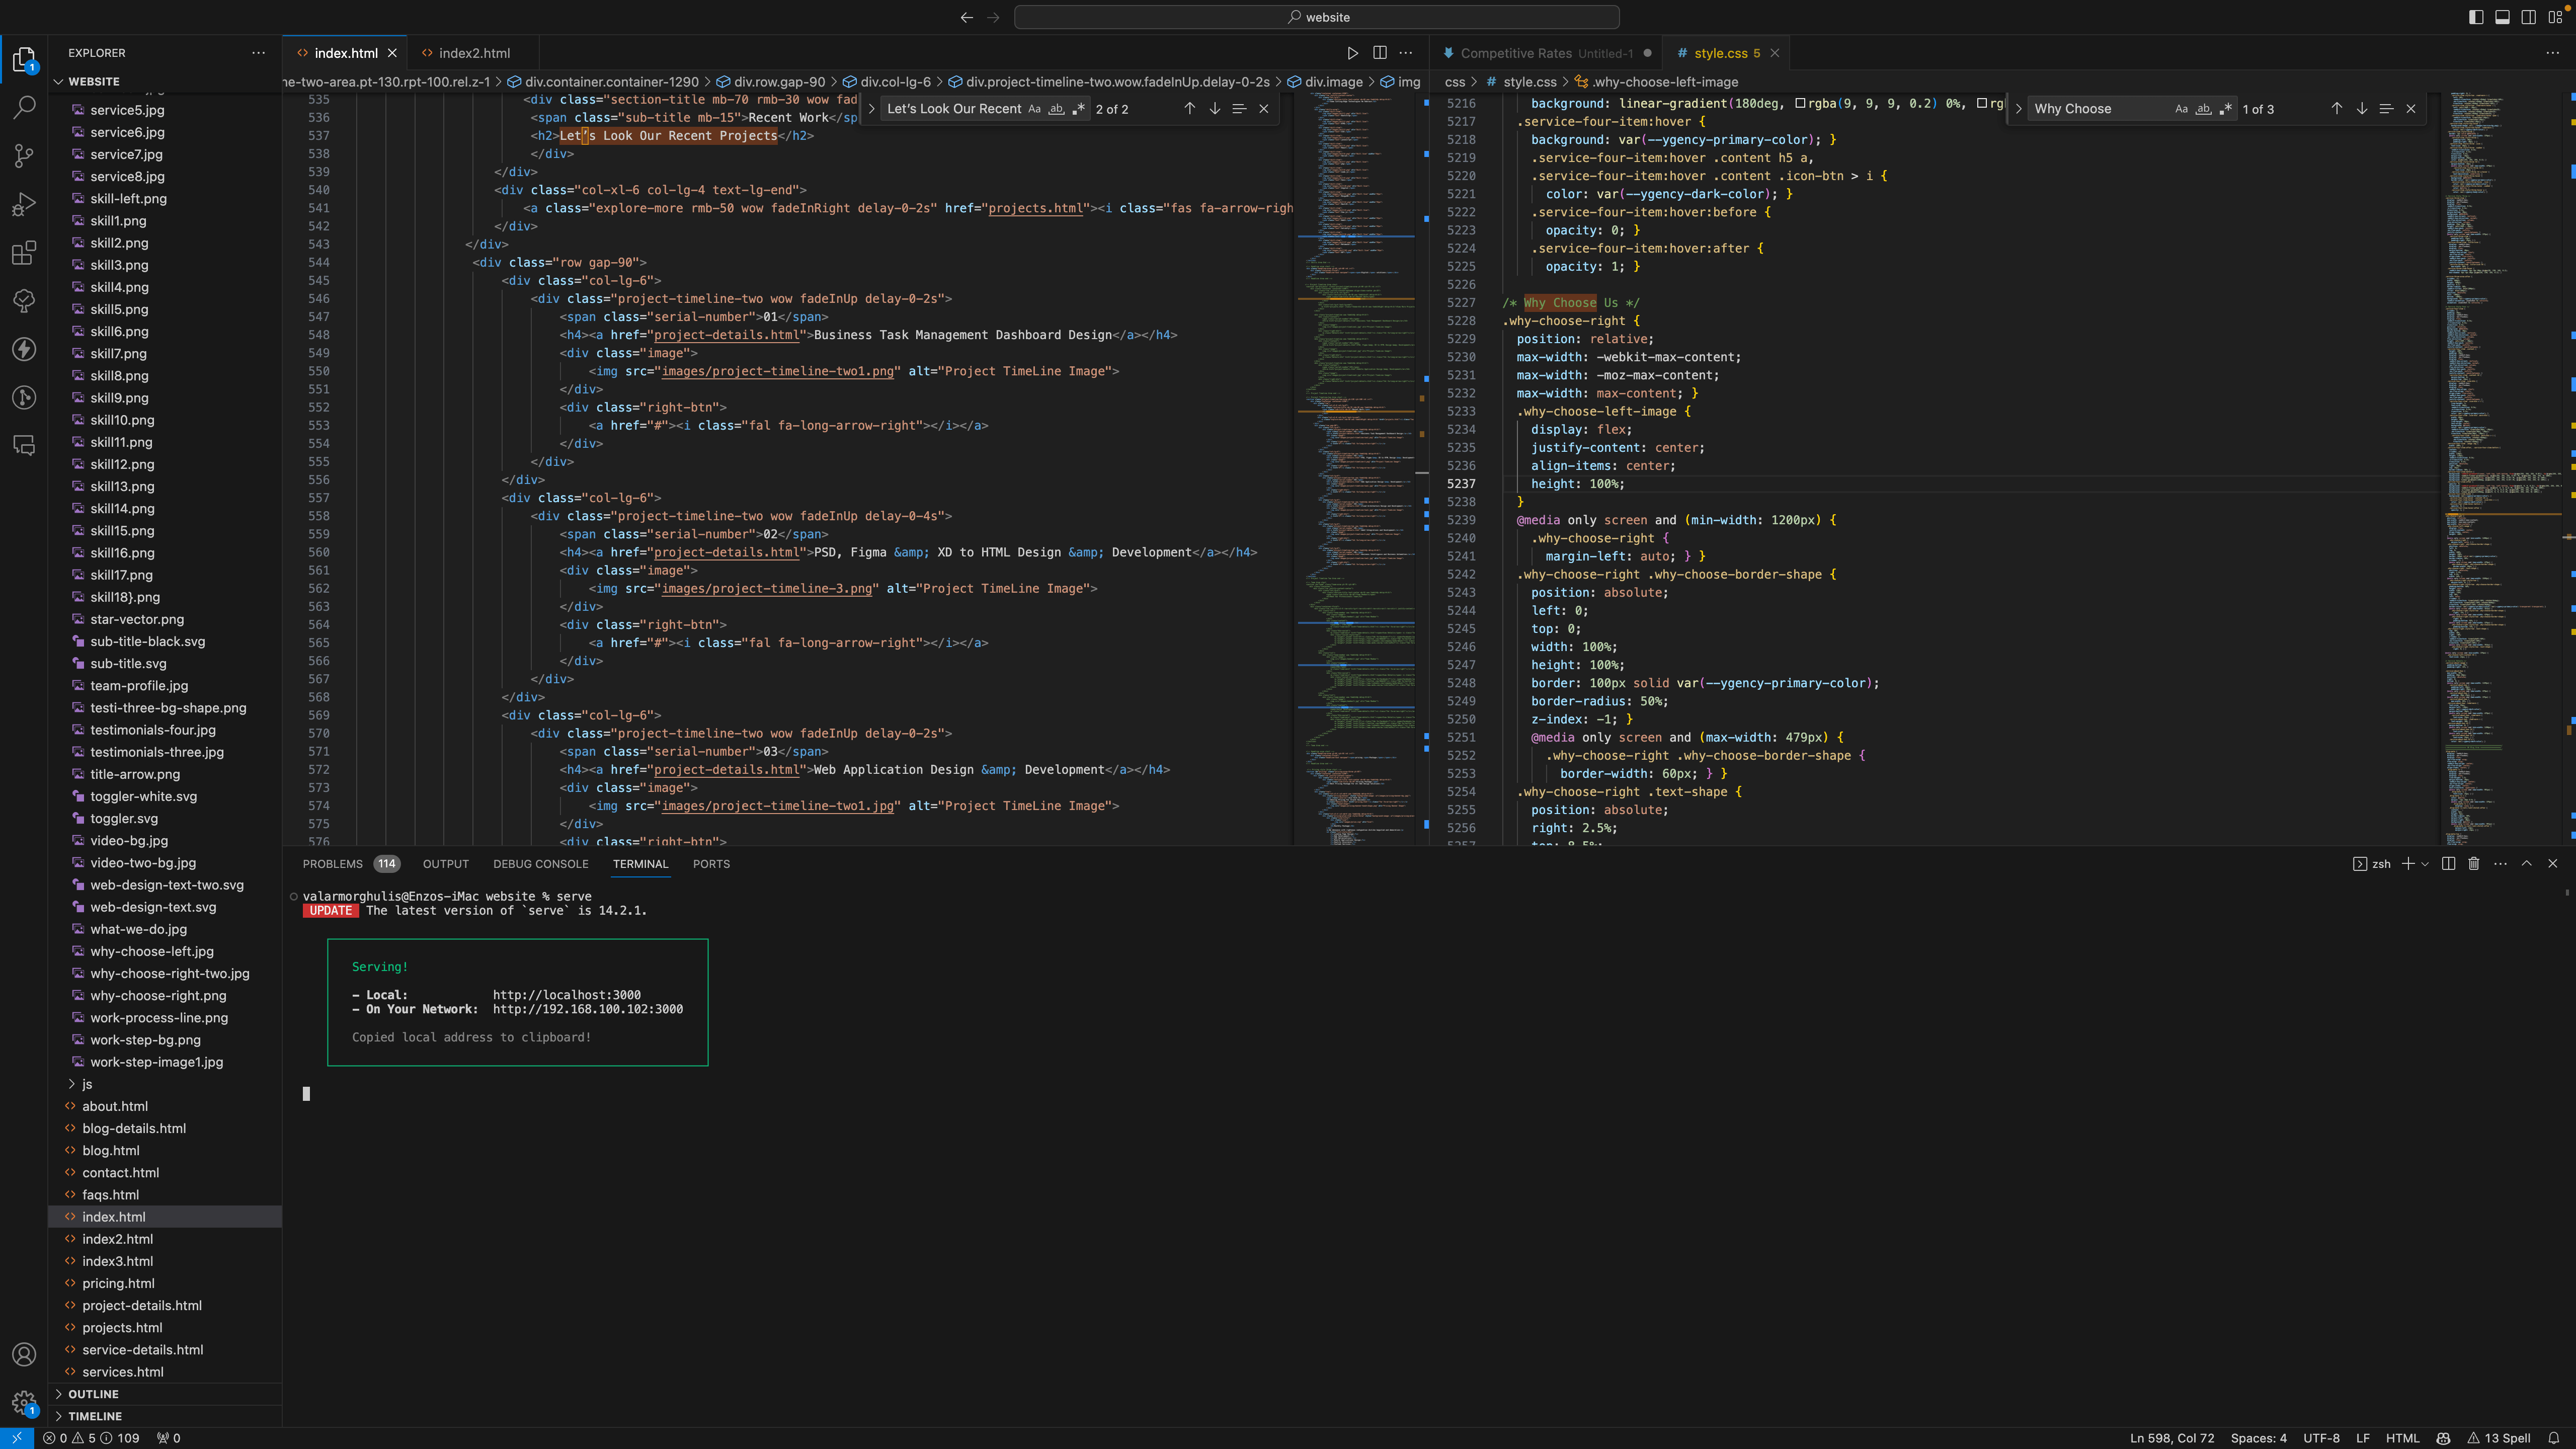 website
EXPLORER
WEBSITE
service5.jpg
service6.jpg
service7.jpg
service8.jpg
skill-left.png
skill1.png
skill2.png
skill3.png
skill4.png
skill5.png
skill6.png
skill7.png
skill8.png
skill9.png
skill10.png
skill11.png
skill12.png
skill13.png
skill14.png
skill15.png
skill16.png
skill17.png
skill18}.png
star-vector.png
sub-title-black.svg
sub-title.svg
team-profile.jpg
testi-three-bg-shape.png
testimonials-four.jpg
testimonials-three.jpg
title-arrow.png
toggler-white.svg
toggler.svg
video-bg.jpg
video-two-bg.jpg
web-design-text-two.svg
web-design-text.svg
what-we-do.jpg
why-choose-left.jpg
why-choose-right-two.jpg
why-choose-right.png
work-process-line.png
work-step-bg.png
work-step-image1.jpg
js
about.html
blog-details.html
blog.html
contact.html
faqs.html
index.html
index2.html
index3.html
pricing.html
project-details.html
projects.html
service-details.html
services.html
OUTLINE
TIMELINE
index.html
index2.html
ne-two-area.pt-130.rpt-100.rel.z-1 > div.container.container-1290 > div.row.gap-90 > div.col-lg-6 > div.project-timeline-two.wow.fadeInUp.delay-0-2s > div.image > img
Let's Look Our Recent Aa ab 2 of 2
535 <div class="section-title mb-70 rmb-30 wow fad
536 <span class="sub-title mb-15">Recent Work</sp
537 <h2>Let’s Look Our Recent Projects</h2>
538 </div>
539 </div>
540 <div class="col-xl-6 col-lg-4 text-lg-end">
541 <a class="explore-more rmb-50 wow fadeInRight delay-0-2s" href="projects.html"><i class="fas fa-arrow-righ
542 </div>
543 </div>
544 <div class="row gap-90">
545 <div class="col-lg-6">
546 <div class="project-timeline-two wow fadeInUp delay-0-2s">
547 <span class="serial-number">01</span>
548 <h4><a href="project-details.html">Business Task Management Dashboard Design</a></h4>
549 <div class="image">
550 <img src="images/project-timeline-two1.png" alt="Project TimeLine Image">
551 </div>
552 <div class="right-btn">
553 <a href="#"><i class="fal fa-long-arrow-right"></i></a>
554 </div>
555 </div>
556 </div>
557 <div class="col-lg-6">
558 <div class="project-timeline-two wow fadeInUp delay-0-4s">
559 <span class="serial-number">02</span>
560 <h4><a href="project-details.html">PSD, Figma &amp; XD to HTML Design &amp; Development</a></h4>
561 <div class="image">
562 <img src="images/project-timeline-3.png" alt="Project TimeLine Image">
563 </div>
564 <div class="right-btn">
565 <a href="#"><i class="fal fa-long-arrow-right"></i></a>
566 </div>
567 </div>
568 </div>
569 <div class="col-lg-6">
570 <div class="project-timeline-two wow fadeInUp delay-0-2s">
571 <span class="serial-number">03</span>
572 <h4><a href="project-details.html">Web Application Design &amp; Development</a></h4>
573 <div class="image">
574 <img src="images/project-timeline-two1.jpg" alt="Project TimeLine Image">
575 </div>
576 <div class="right-btn">
Competitive Rates Untitled-1
# style.css 5
css > # style.css > .why-choose-left-image
Why Choose Aa ab 1 of 3
5216 background: linear-gradient(180deg, rgba(9, 9, 9, 0.2) 0%, rg
5217 .service-four-item:hover {
5218 background: var(--ygency-primary-color); }
5219 .service-four-item:hover .content h5 a,
5220 .service-four-item:hover .content .icon-btn > i {
5221 color: var(--ygency-dark-color); }
5222 .service-four-item:hover:before {
5223 opacity: 0; }
5224 .service-four-item:hover:after {
5225 opacity: 1; }
5226
5227 /* Why Choose Us */
5228 .why-choose-right {
5229 position: relative;
5230 max-width: -webkit-max-content;
5231 max-width: -moz-max-content;
5232 max-width: max-content; }
5233 .why-choose-left-image {
5234 display: flex;
5235 justify-content: center;
5236 align-items: center;
5237 height: 100%;
5238 }
5239 @media only screen and (min-width: 1200px) {
5240 .why-choose-right {
5241 margin-left: auto; } }
5242 .why-choose-right .why-choose-border-shape {
5243 position: absolute;
5244 left: 0;
5245 top: 0;
5246 width: 100%;
5247 height: 100%;
5248 border: 100px solid var(--ygency-primary-color);
5249 border-radius: 50%;
5250 z-index: -1; }
5251 @media only screen and (max-width: 479px) {
5252 .why-choose-right .why-choose-border-shape {
5253 border-width: 60px; } }
5254 .why-choose-right .text-shape {
5255 position: absolute;
5256 right: 2.5%;
5257 top: 8.5%;
PROBLEMS 114 OUTPUT DEBUG CONSOLE TERMINAL PORTS
zsh
valarmorghulis@Enzos-iMac website % serve
UPDATE The latest version of `serve` is 14.2.1.
Serving!
- Local: http://localhost:3000
- On Your Network: http://192.168.100.102:3000
Copied local address to clipboard!
0 5 109 0
Ln 598, Col 72 Spaces: 4 UTF-8 LF HTML 13 Spell